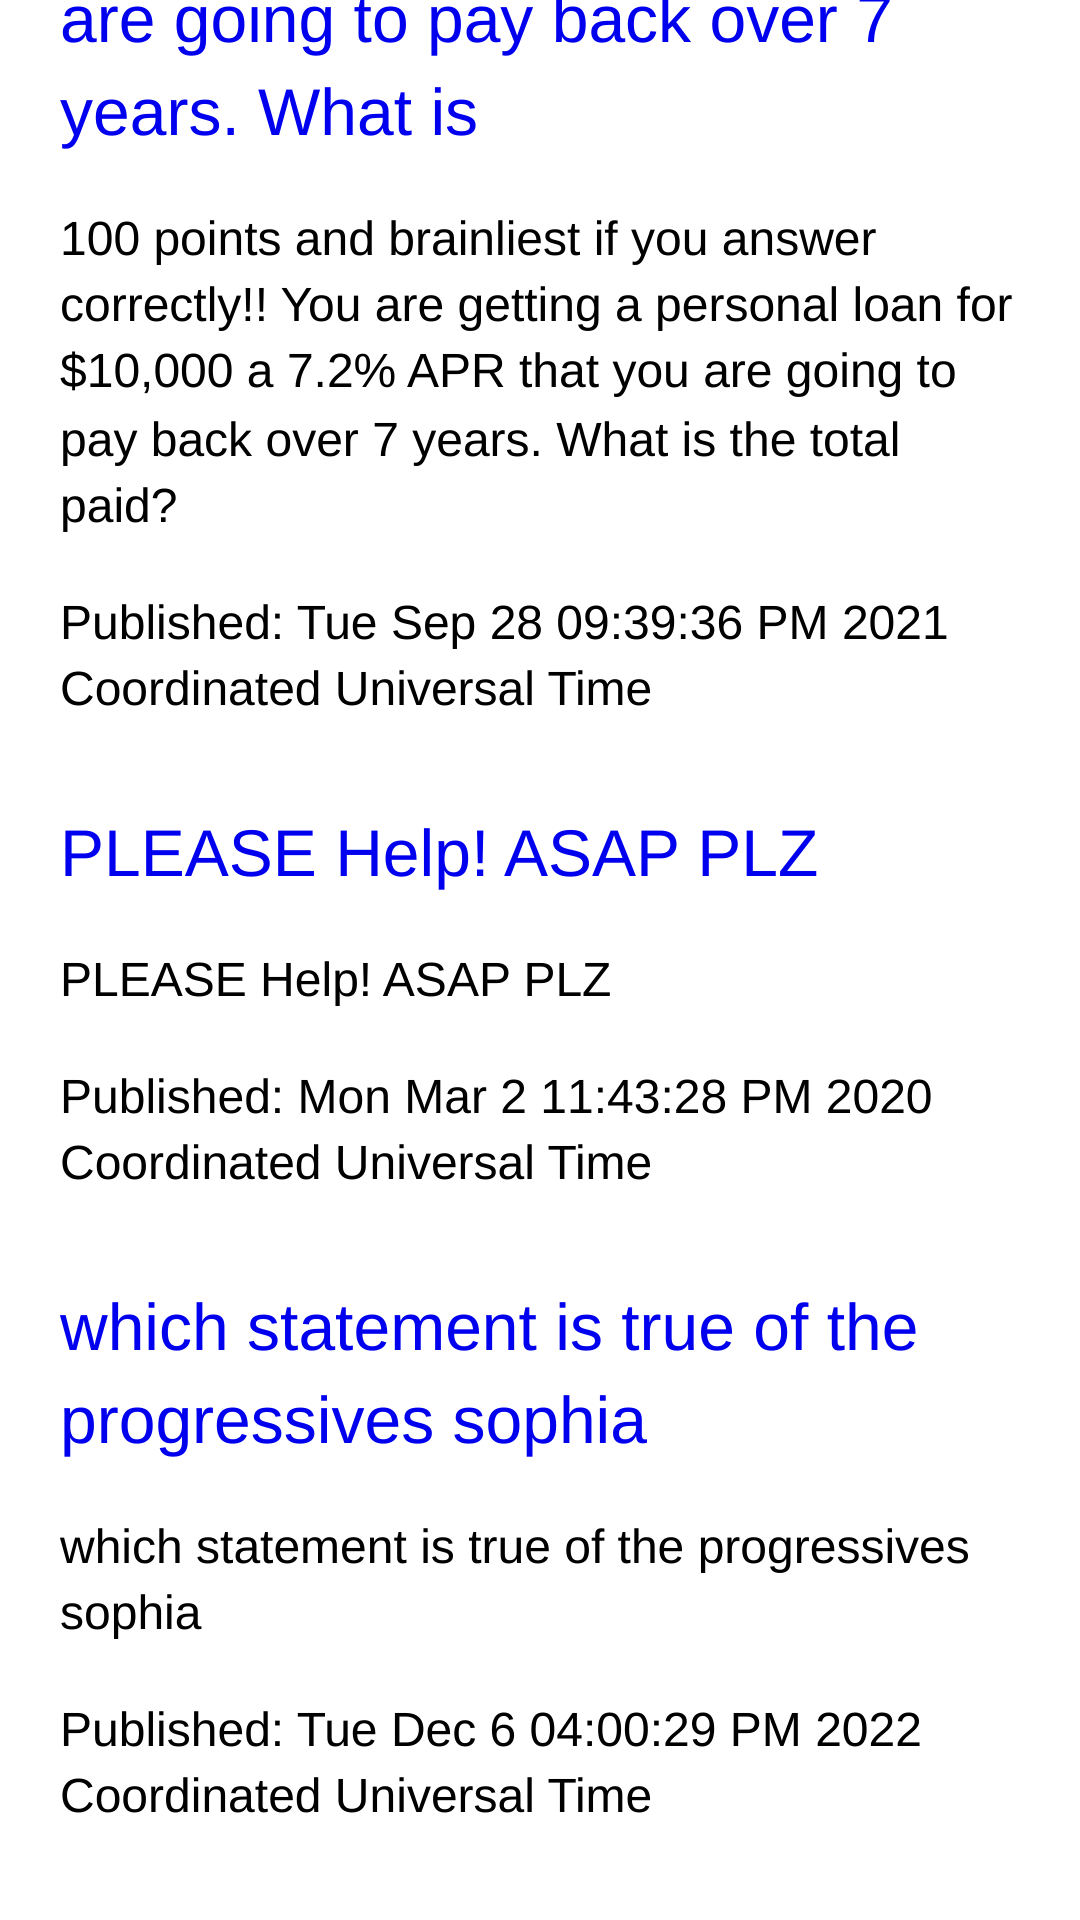 are going to pay back over 7
years. What is
100 points and brainliest if you answer
correctly!! You are getting a personal loan for
$10,000 a 7.2% APR that you are going to
pay back over 7 years. What is the total
paid?
Published: Tue Sep 28 09:39:36 PM 2021
Coordinated Universal Time
PLEASE Help! ASAP PLZ
PLEASE Help! ASAP PLZ
Published: Mon Mar 2 11:43:28 PM 2020
Coordinated Universal Time
which statement is true of the
progressives sophia
which statement is true of the progressives
sophia
Published: Tue Dec 6 04:00:29 PM 2022
Coordinated Universal Time